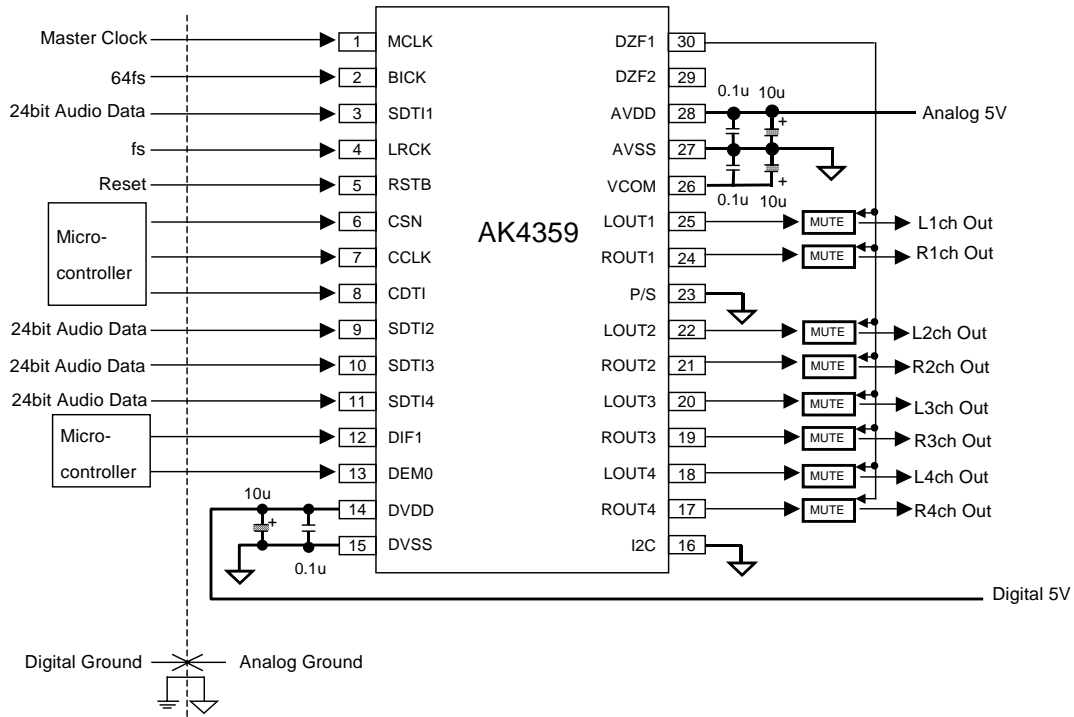 Master Clock 1 MCLK DZF1 30
64fs 2 BICK DZF2 29
0.1u 10u
24bit Audio Data 3 SDTI1 AVDD 28 + Analog 5V
fs 4 LRCK AVSS 27
Reset 5 RSTB VCOM 26 +
0.1u 10u
Micro-
controller
6 CSN AK4359 LOUT1 25 MUTE L1ch Out
7 CCLK ROUT1 24 MUTE R1ch Out
8 CDTI P/S 23
24bit Audio Data 9 SDTI2 LOUT2 22 MUTE L2ch Out
24bit Audio Data 10 SDTI3 ROUT2 21 MUTE R2ch Out
24bit Audio Data 11 SDTI4 LOUT3 20 MUTE L3ch Out
Micro-
controller
12 DIF1 ROUT3 19 MUTE R3ch Out
13 DEM0 LOUT4 18 MUTE L4ch Out
10u
+ 14 DVDD ROUT4 17 MUTE R4ch Out
15 DVSS I2C 16
0.1u
Digital 5V
Digital Ground Analog Ground